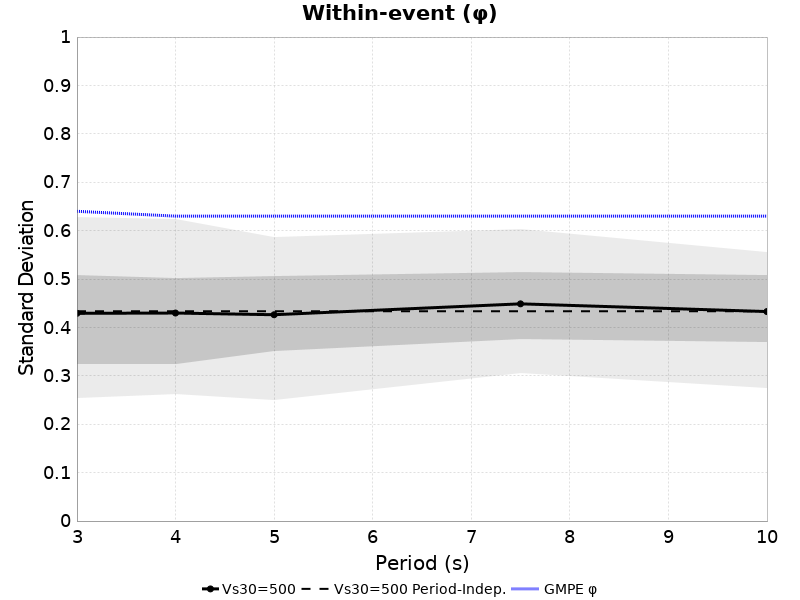 Within-event (φ)
1
0.9
0.8
0.7
0.6
0.5
0.4
0.3
0.2
0.1
0
Standard Deviation
3 4 5 6 7 8 9 10
Period (s)
Vs30=500 Vs30=500 Period-Indep. GMPE φ